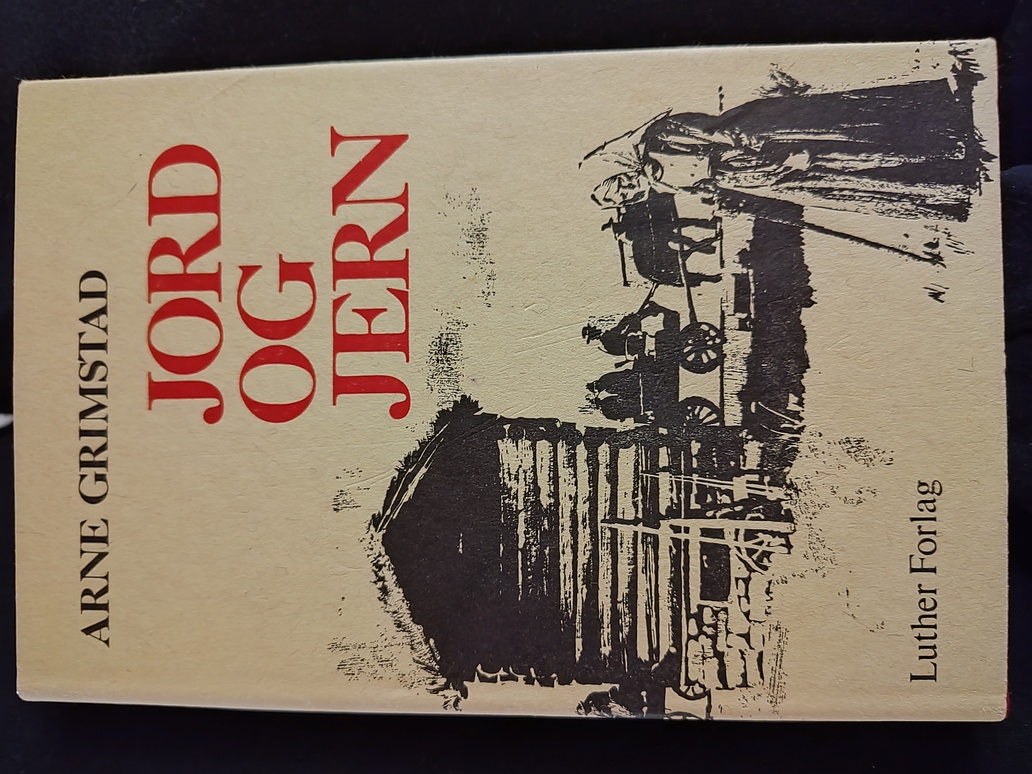 ARNE GRIMSTAD
JORD
OG
JERN
Luther Forlag